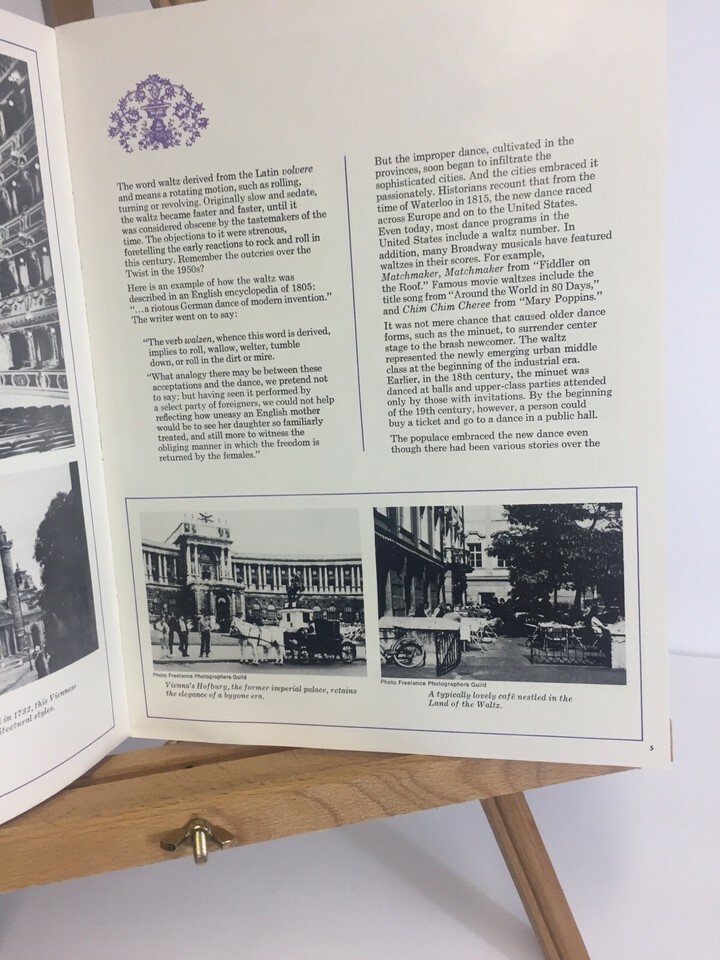 in 1732, this Viennese
styles.
The word waltz derived from the Latin volvere
and means a rotating motion, such as rolling,
turning or revolving. Originally slow and sedate,
the waltz became faster and faster, until it
was considered obscene by the tastemakers of the
time. The objections to it were strenuous,
foretelling the early reactions to rock and roll in
this century. Remember the outcries over the
Twist in the 1950s?
Here is an example of how the waltz was
described in an English encyclopedia of 1805:
"...a riotous German dance of modern invention."
The writer went on to say:
"The verb walzen, whence this word is derived,
implies to roll, wallow, welter, tumble
down, or roll in the dirt or mire.
"What analogy there may be between these
acceptations and the dance, we pretend not
to say; but having seen it performed by
a select party of foreigners, we could not help
reflecting how uneasy an English mother
would be to see her daughter so familiarly
treated, and still more to witness the
obliging manner in which the freedom is
returned by the females."
But the improper dance, cultivated in the
provinces, soon began to infiltrate the
sophisticated cities. And the cities embraced it
passionately. Historians recount that from the
time of Waterloo in 1815, the new dance raced
across Europe and on to the United States.
Even today, most dance programs in the
United States include a waltz number. In
addition, many Broadway musicals have featured
waltzes in their scores. For example,
Matchmaker, Matchmaker from "Fiddler on
the Roof." Famous movie waltzes include the
title song from "Around the World in 80 Days,"
and Chim Chim Cheree from "Mary Poppins."
It was not mere chance that caused older dance
forms, such as the minuet, to surrender center
stage to the brash newcomer. The waltz
represented the newly emerging urban middle
class at the beginning of the industrial era.
Earlier, in the 18th century, the minuet was
danced at balls and upper-class parties attended
only by those with invitations. By the beginning
of the 19th century, however, a person could
buy a ticket and go to a dance in a public hall.
The populace embraced the new dance even
though there had been various stories over the
Photo Freelance Photographers Guild
Vienna's Hofburg, the former imperial palace, retains
the elegance of a bygone era.
Photo Freelance Photographers Guild
A typically lovely café nestled in the
Land of the Waltz.
5